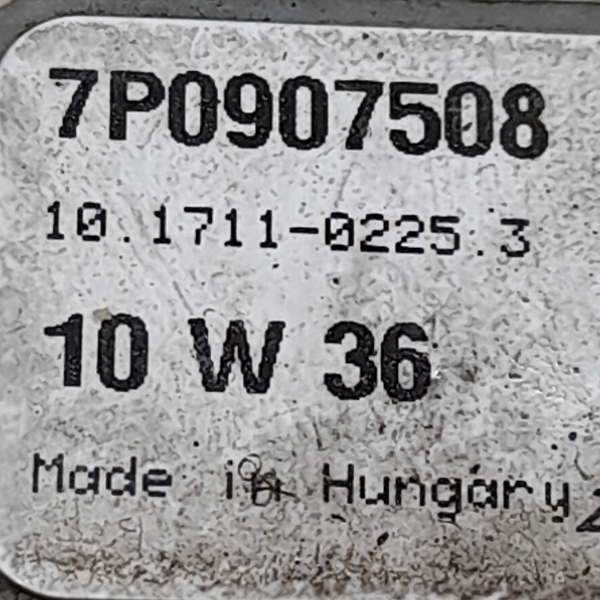 7P0907508
10.1711-0225.3
10 W 36
Made in Hungary